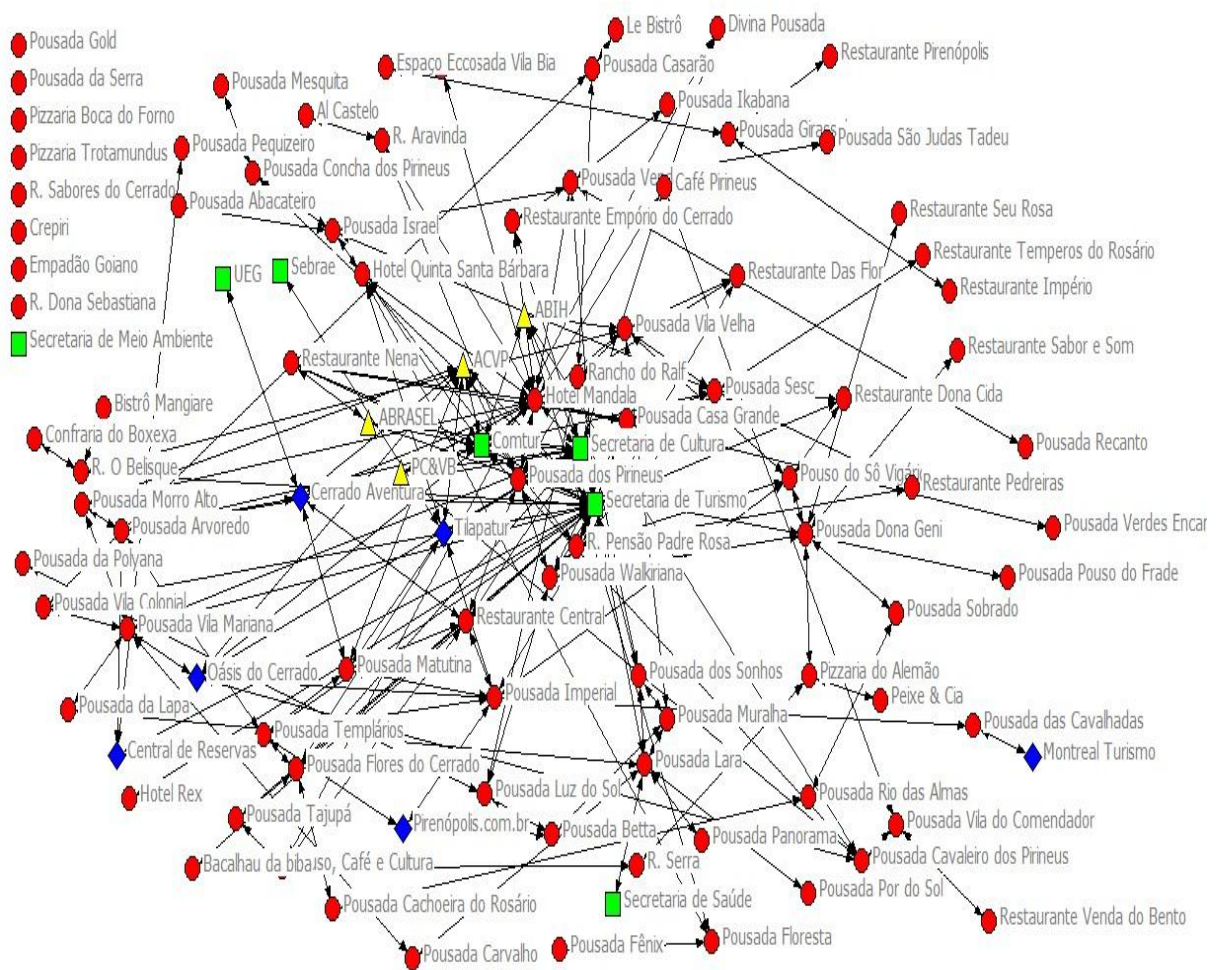 Le Bistrô
Divina Pousada
Pousada Gold
Restaurante Pirenópolis
Espaço Eccosada Vila Bia
Pousada Casarão
Pousada da Serra
Pousada Mesquita
Pousada Ikabana
Al Castelo
Pizzaria Boca do Forno
Pousada Giras
R. Aravinda
Pousada São Judas Tadeu
Pousada Pequizeiro
Pizzaria Trotamundus
Pousada Concha dos Pirineus
Pousada Vend
Café Pirineus
R. Sabores do Cerrado
Pousada Abacateiro
Restaurante Seu Rosa
Restaurante Empório do Cerrado
Crepiri
Pousada Israel
Restaurante Temperos do Rosário
Empadão Goiano
Sebrae
UEG
Hotel Quinta Santa Bárbara
Restaurante Das Flor
Restaurante Império
R. Dona Sebastiana
ABIH
Pousada Vila Velha
Secretaria de Meio Ambiente
Restaurante Sabor e Som
Restaurante Nena
ACVP
Rancho do Ralf
Pousada Sesc
Hotel Mandala
Restaurante Dona Cida
Bistrô Mangiare
Pousada Casa Grande
ABRASEL
Confraria do Boxexa
Comtur
Secretaria de Cultura
Pousada Recanto
R. O Belisque
PC&VB
Pousada dos Pirineus
Pouso do Sô Vigári
Restaurante Pedreiras
Cerrado Aventura
Pousada Morro Alto
Secretaria de Turismo
Pousada Arvoredo
Tilapatur
Pousada Dona Geni
Pousada Verdes Encar
R. Pensão Padre Rosa
Pousada da Polyana
Pousada Walkiriana
Pousada Pouso do Frade
Pousada Vila Colonial
Pousada Sobrado
Pousada Vila Mariana
Restaurante Central
Oásis do Cerrado
Pousada Matutina
Pousada dos Sonhos
Pizzaria do Alemão
Pousada Imperial
Peixe & Cia
Pousada da Lapa
Pousada Muralha
Pousada das Cavalhadas
Pousada Templários
Central de Reservas
Montreal Turismo
Pousada Flores do Cerrado
Pousada Lara
Hotel Rex
Pousada Luz do Sol
Pousada Rio das Almas
Pousada Tajupá
Pirenópolis.com.br
Pousada Betta
Pousada Vila do Comendador
Pousada Panorama
Bacalhau da biba
uso, Café e Cultura
R. Serra
Pousada Cavaleiro dos Pirineus
Pousada Por do Sol
Secretaria de Saúde
Pousada Cachoeira do Rosário
Restaurante Venda do Bento
Pousada Floresta
Pousada Carvalho
Pousada Fênix